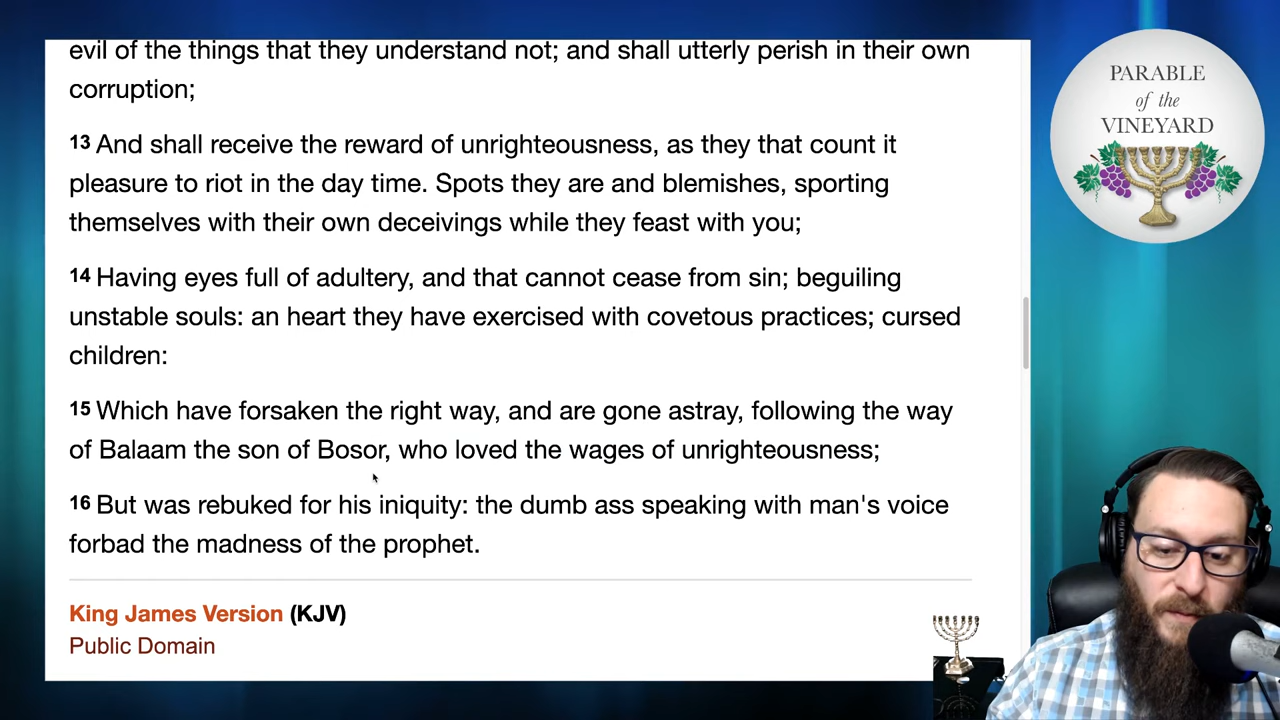 evil of the things that they understand not; and shall utterly perish in their own
corruption;
13 And shall receive the reward of unrighteousness, as they that count it
pleasure to riot in the day time. Spots they are and blemishes, sporting
themselves with their own deceivings while they feast with you;
14 Having eyes full of adultery, and that cannot cease from sin; beguiling
unstable souls: an heart they have exercised with covetous practices; cursed
children:
15 Which have forsaken the right way, and are gone astray, following the way
of Balaam the son of Bosor, who loved the wages of unrighteousness;
16 But was rebuked for his iniquity: the dumb ass speaking with man's voice
forbad the madness of the prophet.
King James Version (KJV)
Public Domain
PARABLE
of the
VINEYARD